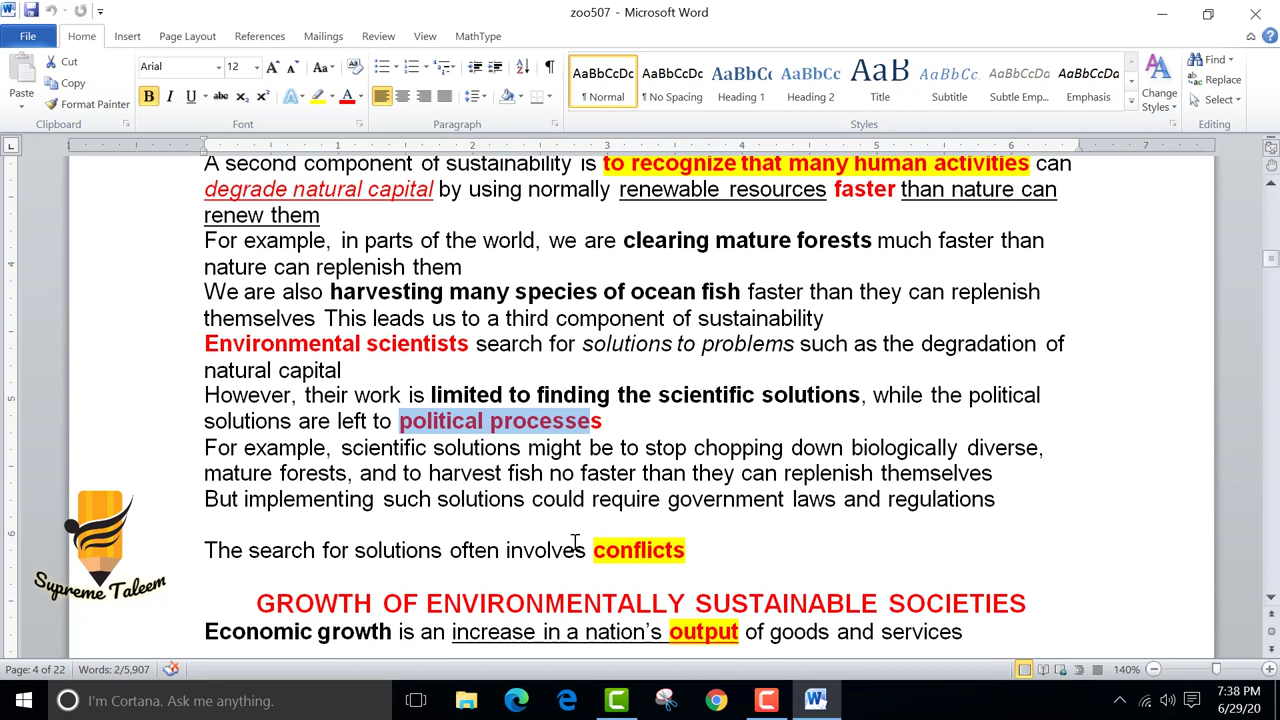 zoo507 - Microsoft Word
File Home Insert Page Layout References Mailings Review View MathType
Cut
Copy
Format Painter
Paste
Clipboard
Arial 12
Font
Paragraph
AaBbCcDc AaBbCcDc AaBbCc AaBbCc AaB AaBbCc. AaBbCcDc
¶ Normal ¶ No Spacing Heading 1 Heading 2 Title Subtitle Subtle Emp... Emphasis
Styles
Change Styles
Find
Replace
Select
Editing
A second component of sustainability is to recognize that many human activities can
degrade natural capital by using normally renewable resources faster than nature can
renew them
For example, in parts of the world, we are clearing mature forests much faster than
nature can replenish them
We are also harvesting many species of ocean fish faster than they can replenish
themselves This leads us to a third component of sustainability
Environmental scientists search for solutions to problems such as the degradation of
natural capital
However, their work is limited to finding the scientific solutions, while the political
solutions are left to political processes
For example, scientific solutions might be to stop chopping down biologically diverse,
mature forests, and to harvest fish no faster than they can replenish themselves
But implementing such solutions could require government laws and regulations
The search for solutions often involves conflicts
Supreme Taleem
GROWTH OF ENVIRONMENTALLY SUSTAINABLE SOCIETIES
Economic growth is an increase in a nation's output of goods and services
Page: 4 of 22 Words: 2/5,907 140%
I'm Cortana. Ask me anything.
7:38 PM
6/29/20